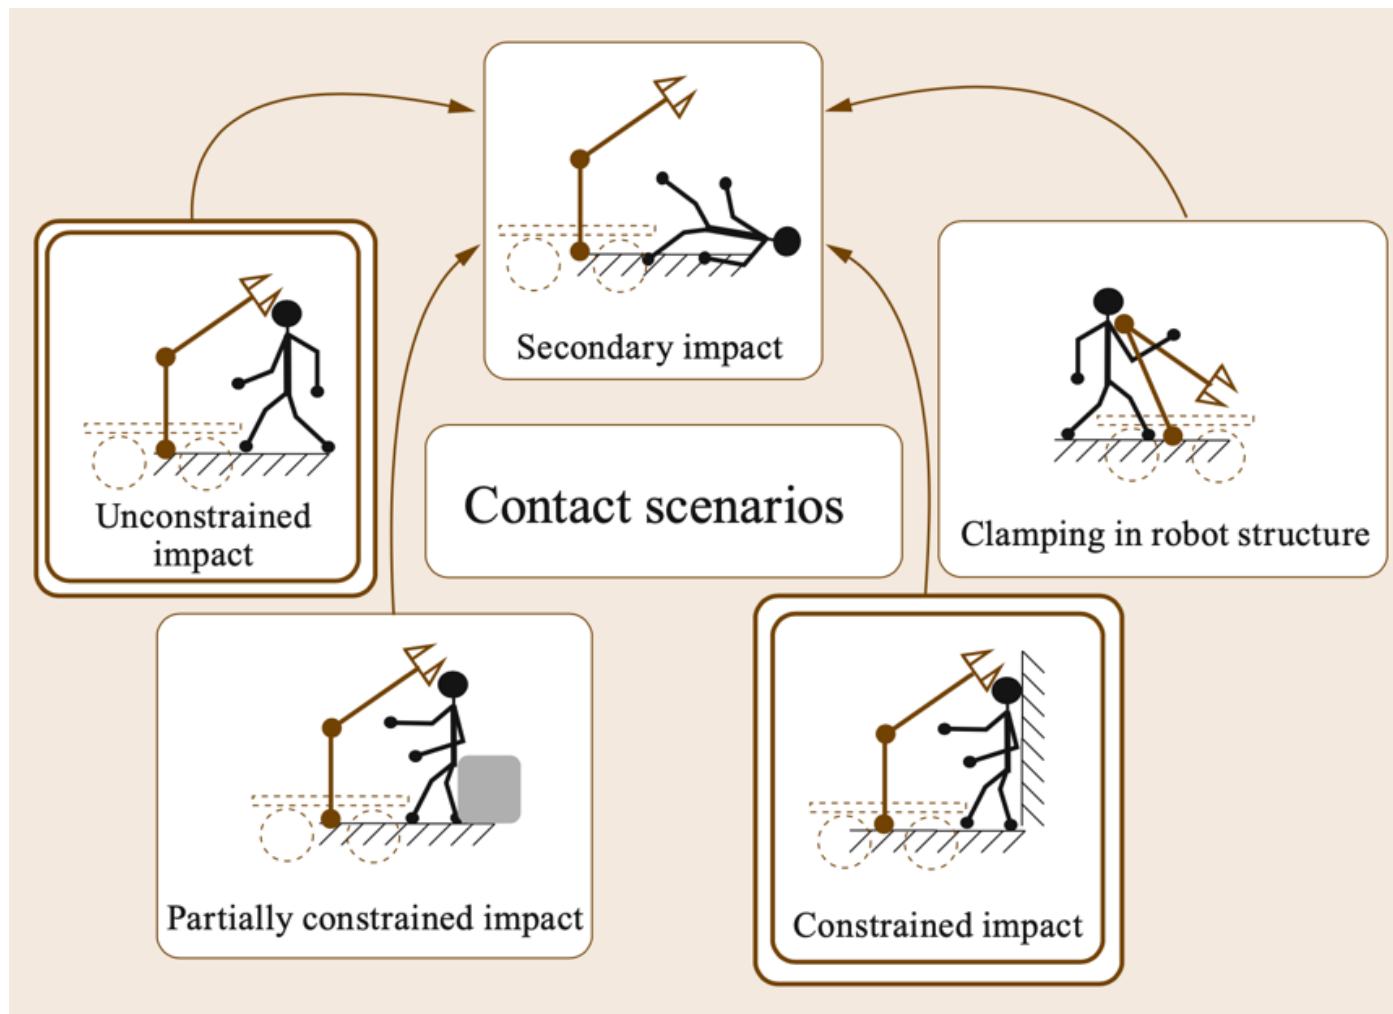 Secondary impact
Unconstrained
impact
Contact scenarios
Clamping in robot structure
Partially constrained impact
Constrained impact